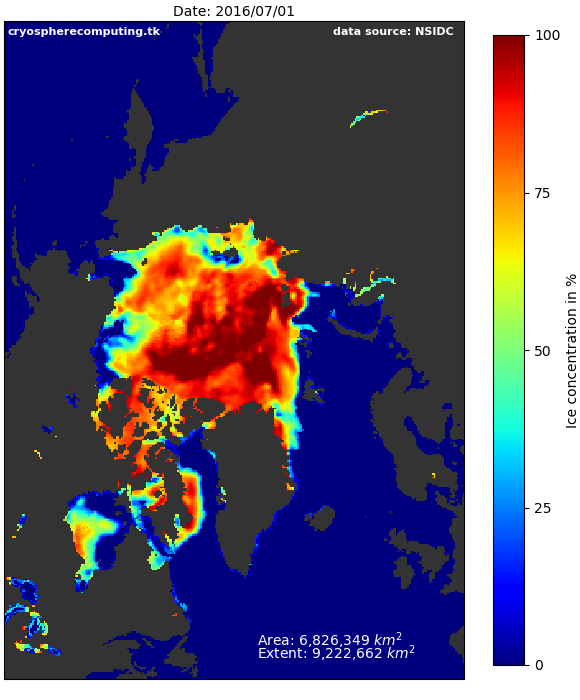 Date: 2016/07/01
cryospherecomputing.tk data source: NSIDC
100
75
50
25
0
Ice concentration in %
Area: 6,826,349 km²
Extent: 9,222,662 km²